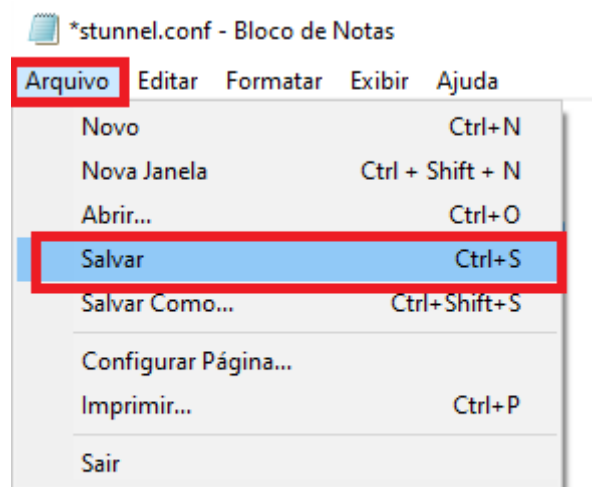 *stunnel.conf - Bloco de Notas
Arquivo Editar Formatar Exibir Ajuda
Novo Ctrl+N
Nova Janela Ctrl + Shift + N
Abrir... Ctrl+O
Salvar Ctrl+S
Salvar Como... Ctrl+Shift+S
Configurar Página...
Imprimir... Ctrl+P
Sair